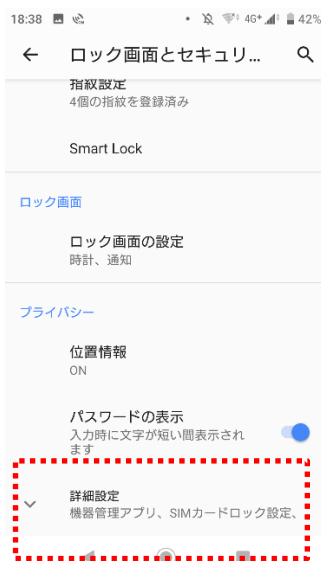 18:38 4G+ 42%
ロック画面とセキュリ...
指紋設定
4個の指紋を登録済み
Smart Lock
ロック画面
ロック画面の設定
時計、通知
プライバシー
位置情報
ON
パスワードの表示
入力時に文字が短い間表示され
ます
詳細設定
機器管理アプリ、SIMカードロック設定、